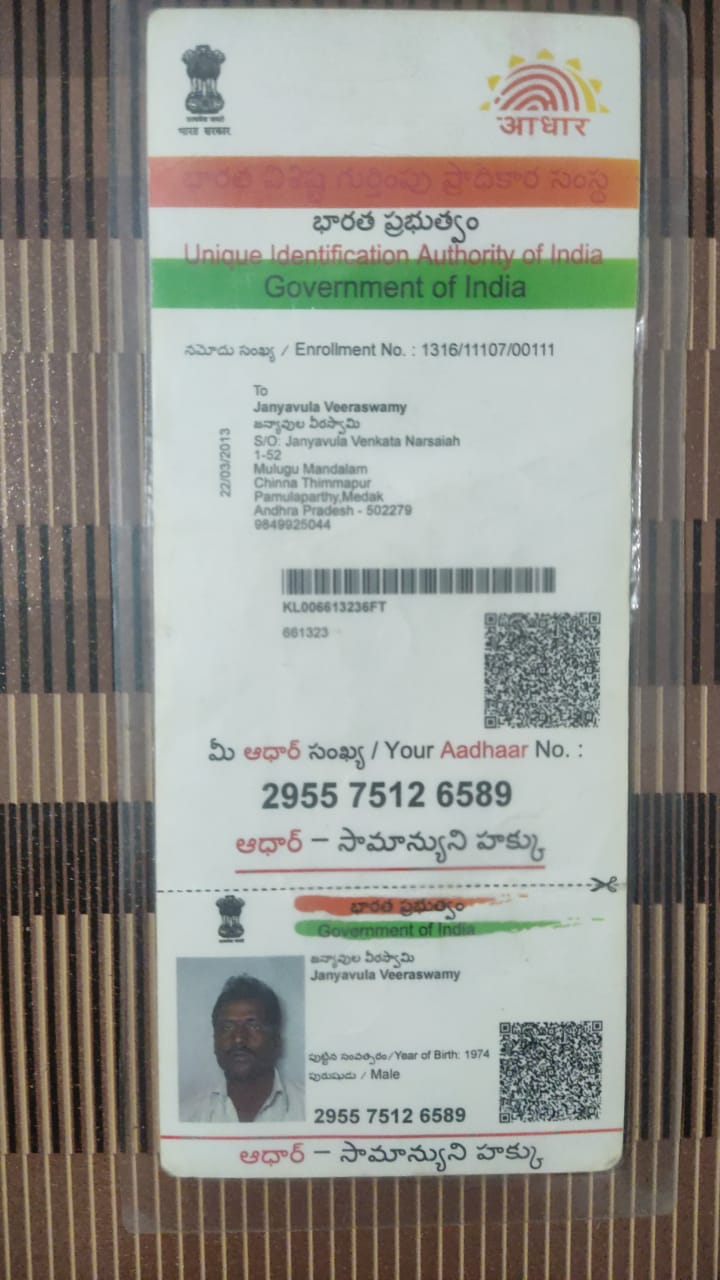 भारत सरकार
आधार
భారత విశిష్ట గుర్తింపు ప్రాదికార సంస్థ
భారత ప్రభుత్వం
Unique Identification Authority of India
Government of India
నమోదు సంఖ్య / Enrollment No. : 1316/11107/00111
To
Janyavula Veeraswamy
జన్యావుల వీరస్వామి
S/O: Janyavula Venkata Narsaiah
1-52
Mulugu Mandalam
Chinna Thimmapur
Pamulaparthy,Medak
Andhra Pradesh - 502279
9849925044
22/03/2013
KL006613236FT
661323
మీ ఆధార్ సంఖ్య / Your Aadhaar No. :
2955 7512 6589
ఆధార్ – సామాన్యుని హక్కు
భారత ప్రభుత్వం
Government of India
జన్యావుల వీరస్వామి
Janyavula Veeraswamy
పుట్టిన సంవత్సరం/Year of Birth: 1974
పురుషుడు / Male
2955 7512 6589
ఆధార్ – సామాన్యుని హక్కు